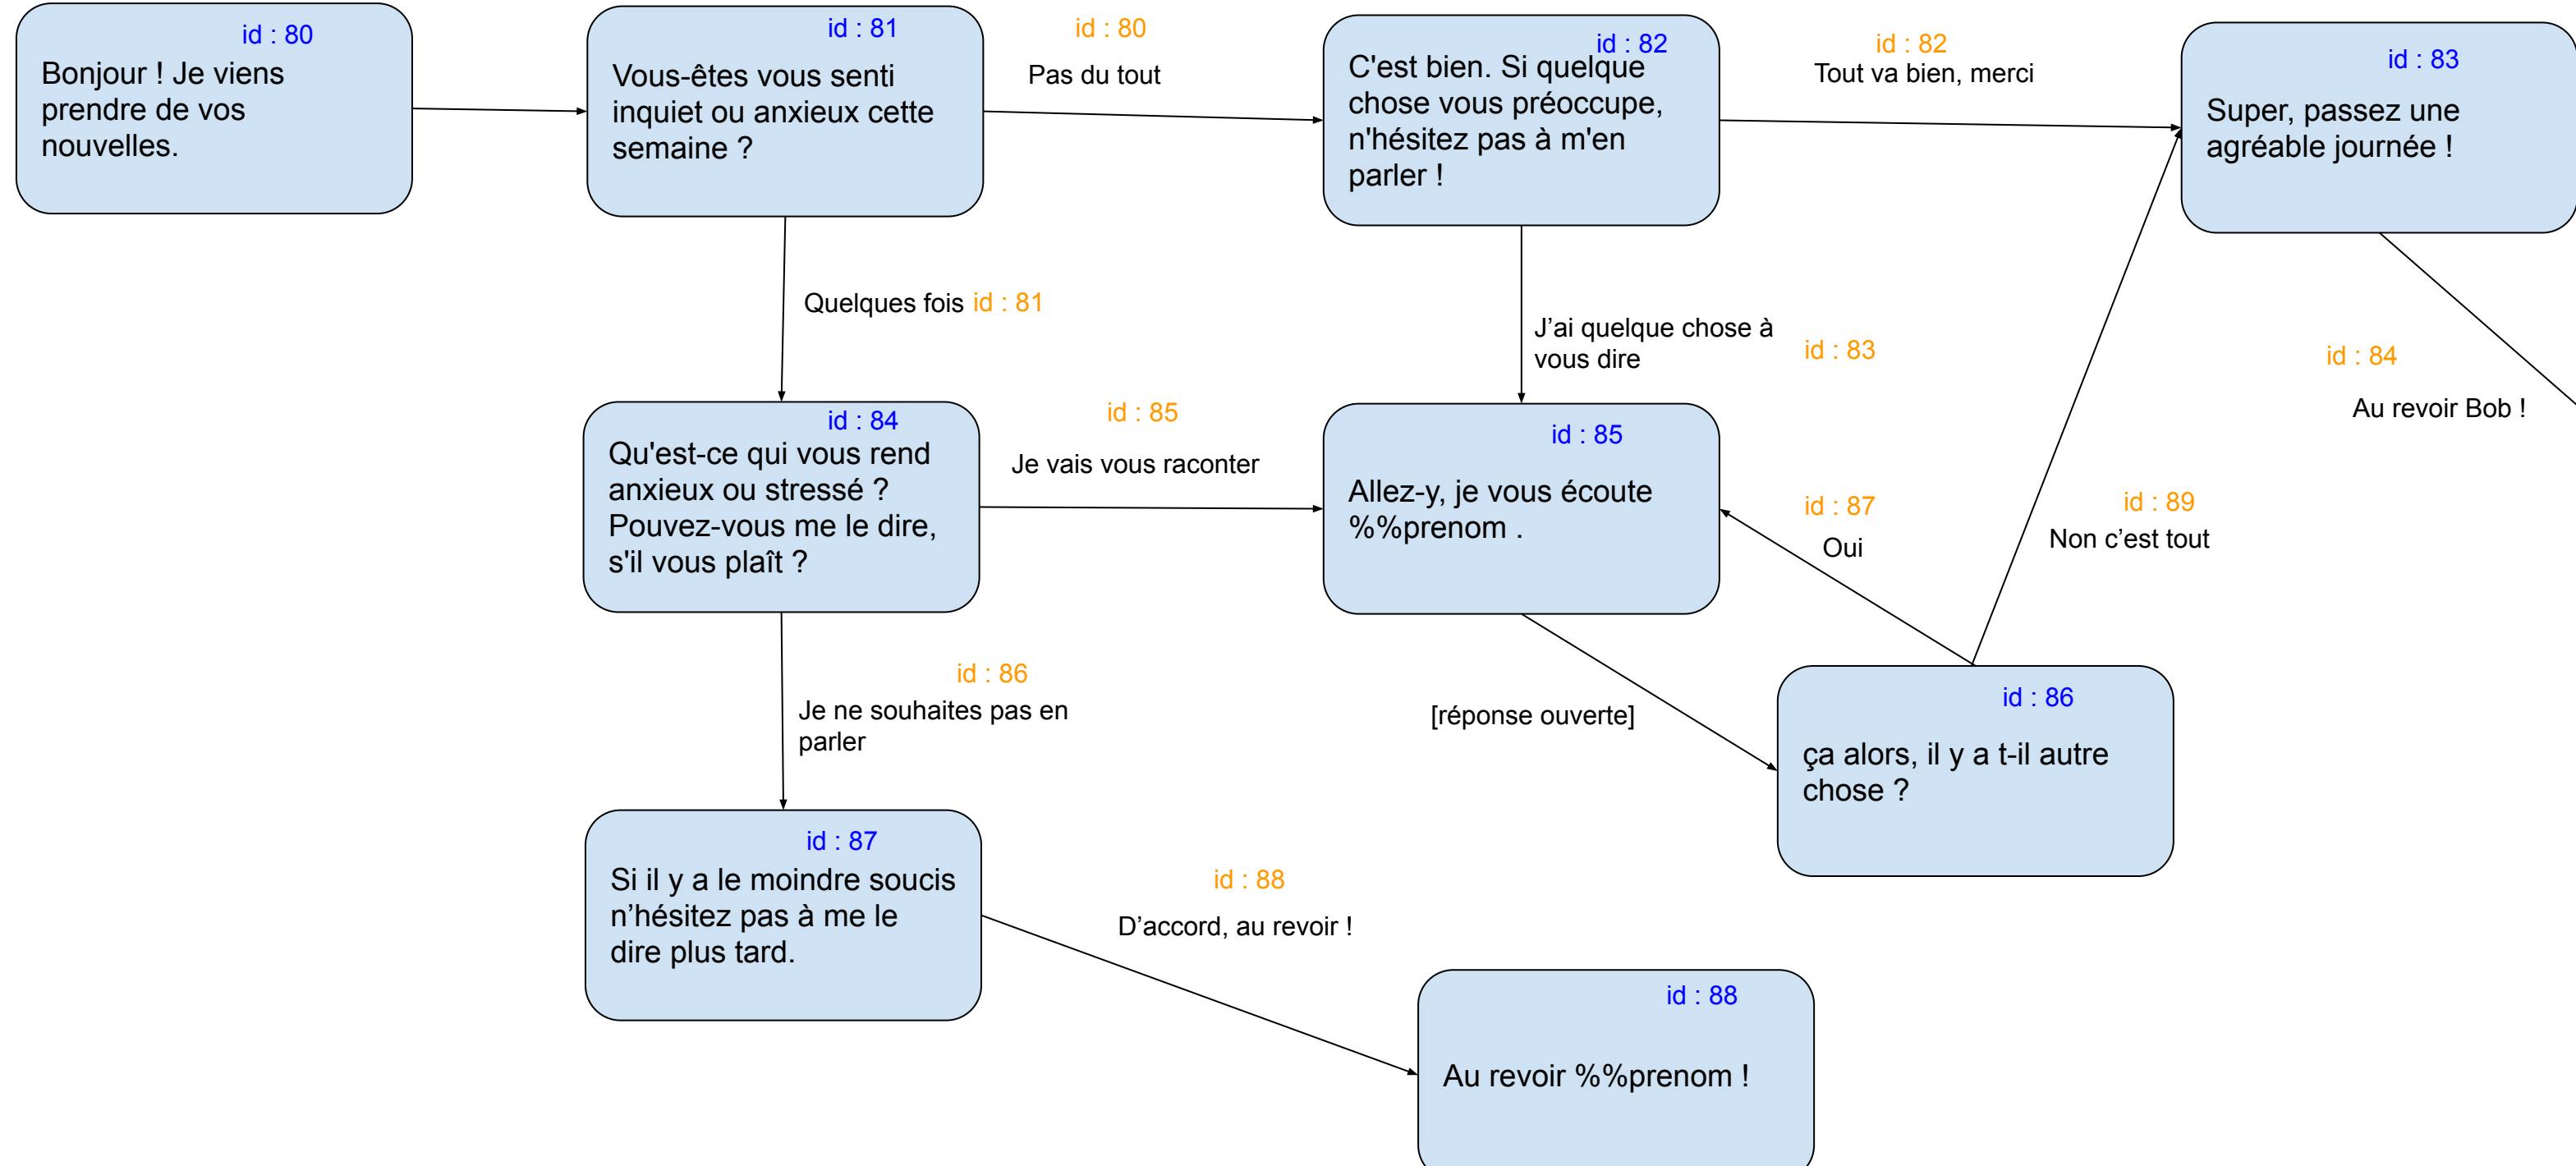 id : 80
Bonjour ! Je viens
prendre de vos
nouvelles.
id : 81
Vous-êtes vous senti
inquiet ou anxieux cette
semaine ?
id : 80
Pas du tout
id : 82
C'est bien. Si quelque
chose vous préoccupe,
n'hésitez pas à m'en
parler !
id : 82
Tout va bien, merci
id : 83
Super, passez une
agréable journée !
Quelques fois id : 81
J’ai quelque chose à
vous dire
id : 83
id : 84
Au revoir Bob !
id : 84
Qu'est-ce qui vous rend
anxieux ou stressé ?
Pouvez-vous me le dire,
s'il vous plaît ?
id : 85
Je vais vous raconter
id : 85
Allez-y, je vous écoute
%%prenom .
id : 87
Oui
id : 89
Non c’est tout
id : 86
Je ne souhaites pas en
parler
[réponse ouverte]
id : 86
ça alors, il y a t-il autre
chose ?
id : 87
Si il y a le moindre soucis
n’hésitez pas à me le
dire plus tard.
id : 88
D’accord, au revoir !
id : 88
Au revoir %%prenom !